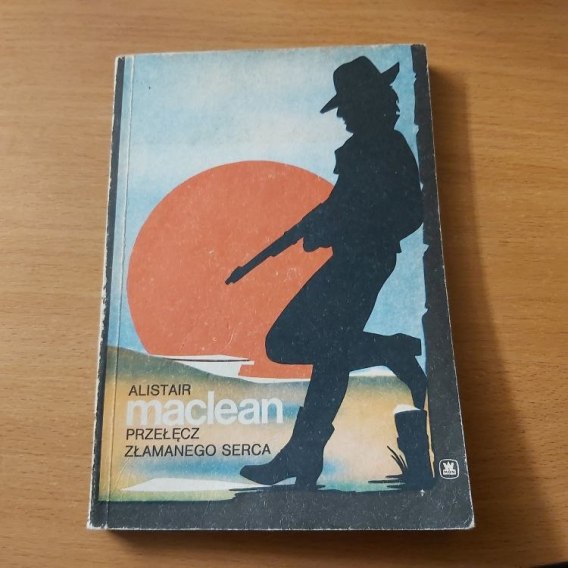 ALISTAIR
maclean
PRZEŁĘCZ
ZŁAMANEGO SERCA